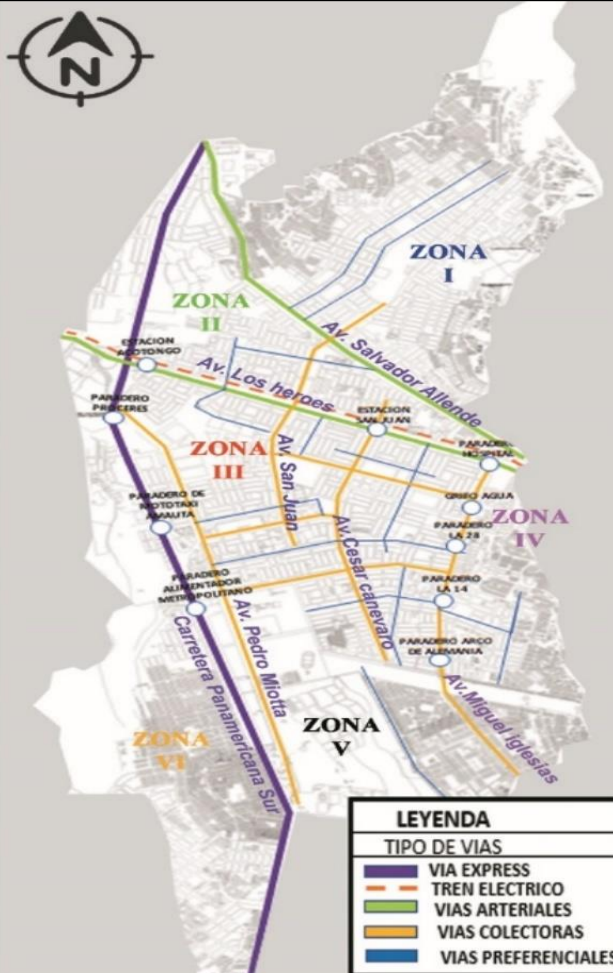 N
ZONA
I
ZONA
II
Av. Salvador Allende
ESTACION
Av. Los heroes
ESTACION
SAN JUAN
PARADERO
PROCERES
ZONA
III
Av. San Juan
HOSPITAL
GRIFO AGUA
ZONA
IV
PARADERO DE
MOTOTAXI
AMAUTA
PARADERO
LA 28
Av.Cesar canevaro
PARADERO
ALIMENTADOR
METROPOLITANO
PARADERO
LA 14
Av. Pedro Miotta
Carretera Panamericana Sur
PARADERO ARCO
DE ALEMANIA
Av.Miguel iglesias
ZONA
V
ZONA
VI
LEYENDA
TIPO DE VIAS
VIA EXPRESS
TREN ELECTRICO
VIAS ARTERIALES
VIAS COLECTORAS
VIAS PREFERENCIALES